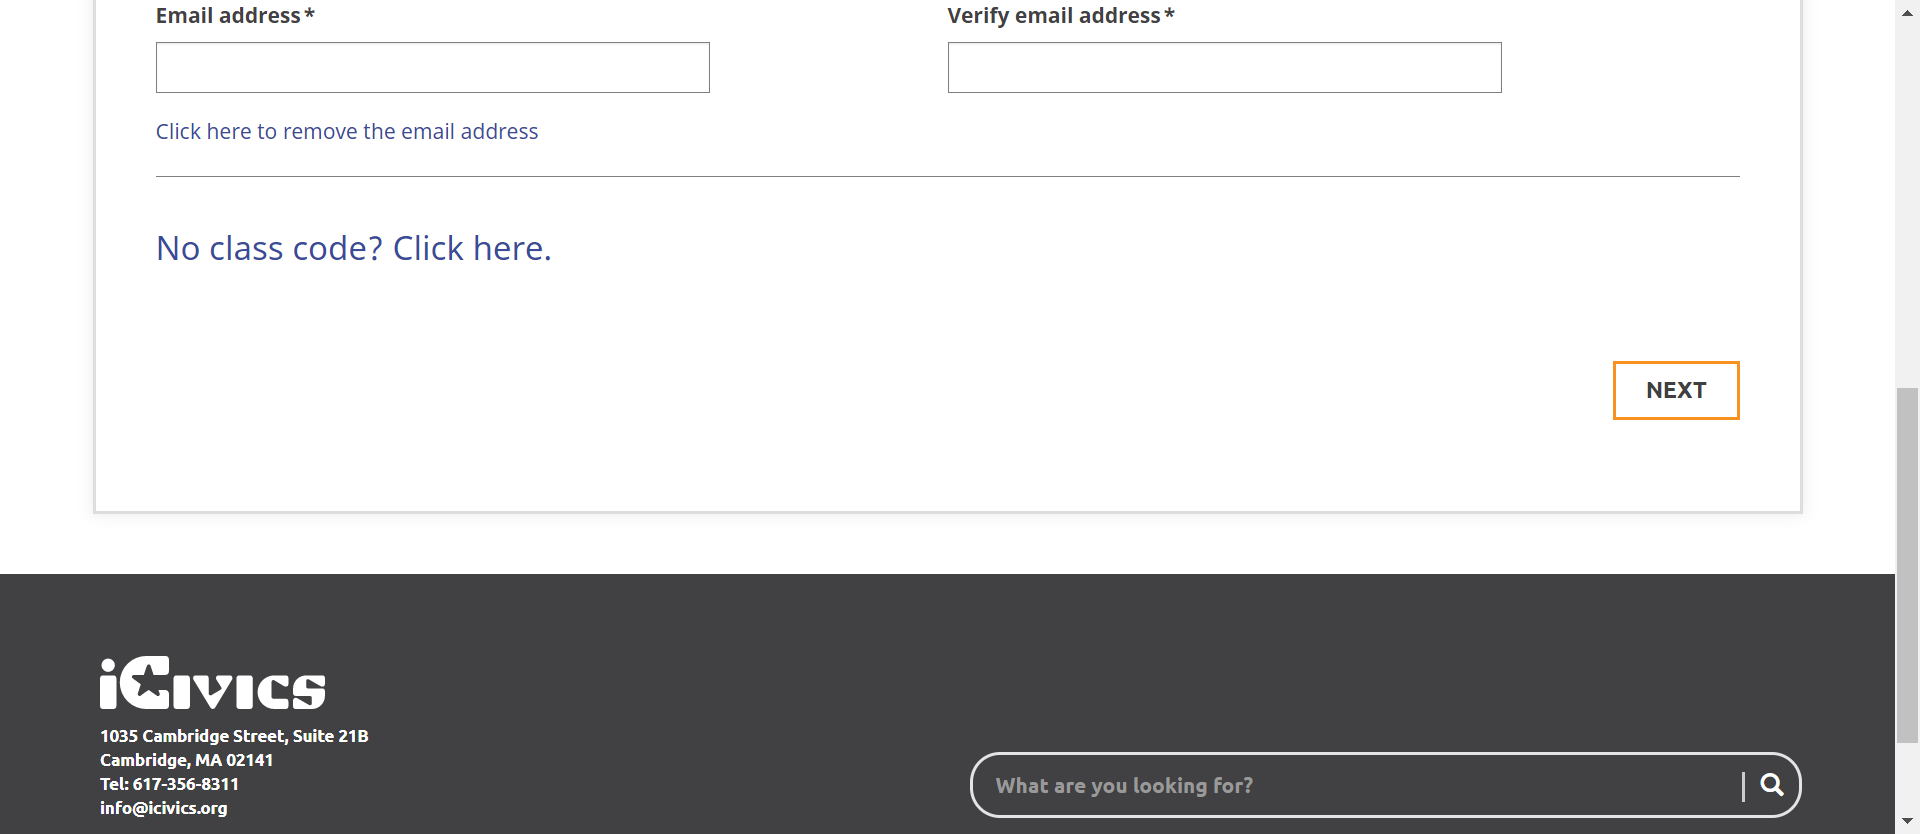 Email address*
Verify email address*
Click here to remove the email address
No class code? Click here.
NEXT
iCivics
1035 Cambridge Street, Suite 21B
Cambridge, MA 02141
Tel: 617-356-8311
info@icivics.org
What are you looking for?